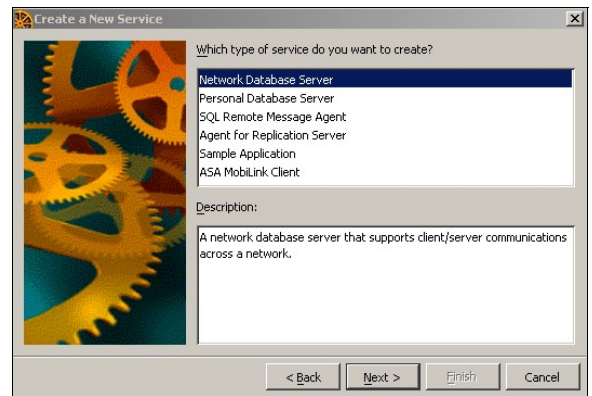 Create a New Service
Which type of service do you want to create?
Network Database Server
Personal Database Server
SQL Remote Message Agent
Agent for Replication Server
Sample Application
ASA MobiLink Client
Description:
A network database server that supports client/server communications
across a network.
< Back Next > Finish Cancel